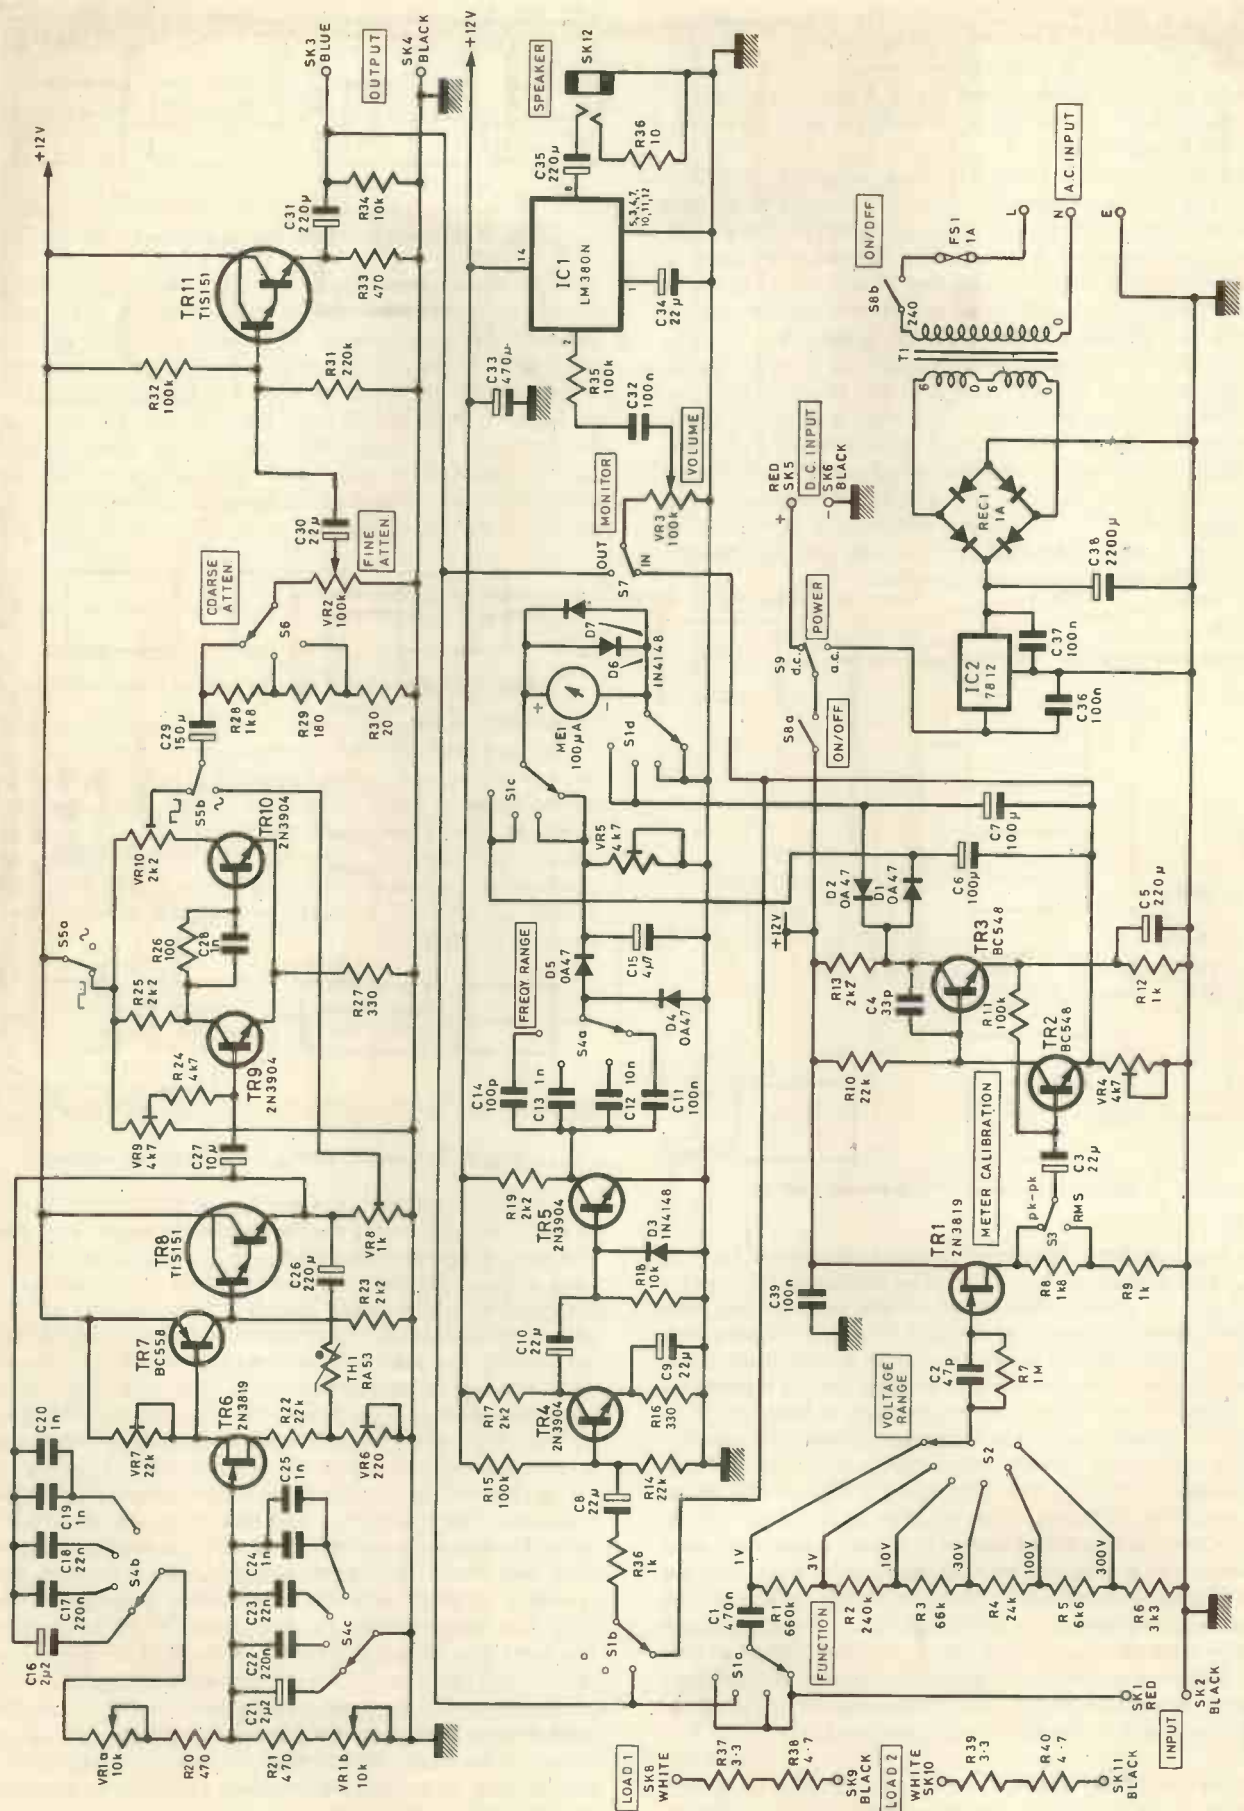 +12V
SK3
BLUE
OUTPUT
SK4
BLACK
TR11
TIS151
C31
220µ
R34
10k
R33
470
R32
100k
R31
220k
C30
22µ
FINE
ATTEN.
COARSE
ATTEN.
VR2
100k
S6
C29
150µ
R28
1k8
R29
180
R30
20
S5b
VR10
2k2
TR10
2N3904
S5a
R26
100
C28
1n
R25
2k2
R27
330
TR9
2N3904
R24
4k7
VR9
4k7
C27
10µ
TR8
TIS151
VR8
1k
C26
220µ
R23
2k2
TR7
BC558
TH1
RA53
TR6
2N3819
R22
22k
VR7
22k
VR6
220
C20
1n
C19
1n
C18
22n
C17
220n
C16
2µ2
S4b
C25
1n
C24
1n
C23
22n
C22
220n
C21
2µ2
S4c
VR1a
10k
R20
470
R21
470
VR1b
10k
+12V
SPEAKER
SK12
C35
220µ
R36
10
8
14
IC1
LM380N
5,3,4,7,
10,11,12
1
2
C34
22µ
C33
470µ
R35
100k
C32
100n
VOLUME
MONITOR
VR3
100k
OUT
S7
IN
D7
D6
1N4148
+
-
ME1
100µA
S1d
S1c
VR5
4k7
FREQY. RANGE
D5
OA47
C15
4µ7
S4a
D4
OA47
C14
100p
C13
1n
C12
10n
C11
100n
R19
2k2
TR5
2N3904
D3
1N4148
R18
10k
C10
22µ
C9
22µ
R17
2k2
TR4
2N3904
R16
330
R15
100k
R14
22k
C8
22µ
R36
1k
S1b
A.C. INPUT
L
N
E
FS1
1A
ON/OFF
S8b
240
0
T1
6
0
6
0
REC1
1A
C38
2200µ
C37
100n
IC2
7812
C36
100n
RED
SK5
D.C. INPUT
SK6
BLACK
+
-
S9
d.c.
a.c.
POWER
S8a
ON/OFF
+12V
C7
100µ
D2
OA47
D1
OA47
C6
100µ
C5
220µ
R13
2k2
C4
33p
TR3
BC548
R12
1k
R11
100k
R10
22k
TR2
BC548
VR4
4k7
METER CALIBRATION
C3
22µ
pk-pk
S3
RMS
TR1
2N3819
R8
1k8
R9
1k
C39
100n
VOLTAGE
RANGE
C2
47p
R7
1M
S2
1V
3V
10V
30V
100V
300V
C1
470n
R1
660k
R2
240k
R3
66k
R4
24k
R5
6k6
R6
3k3
FUNCTION
S1a
SK1
RED
SK2
BLACK
INPUT
LOAD 1
SK8
WHITE
R37
3·3
R38
4·7
SK9
BLACK
LOAD 2
WHITE
SK10
R39
3·3
R40
4·7
SK11
BLACK